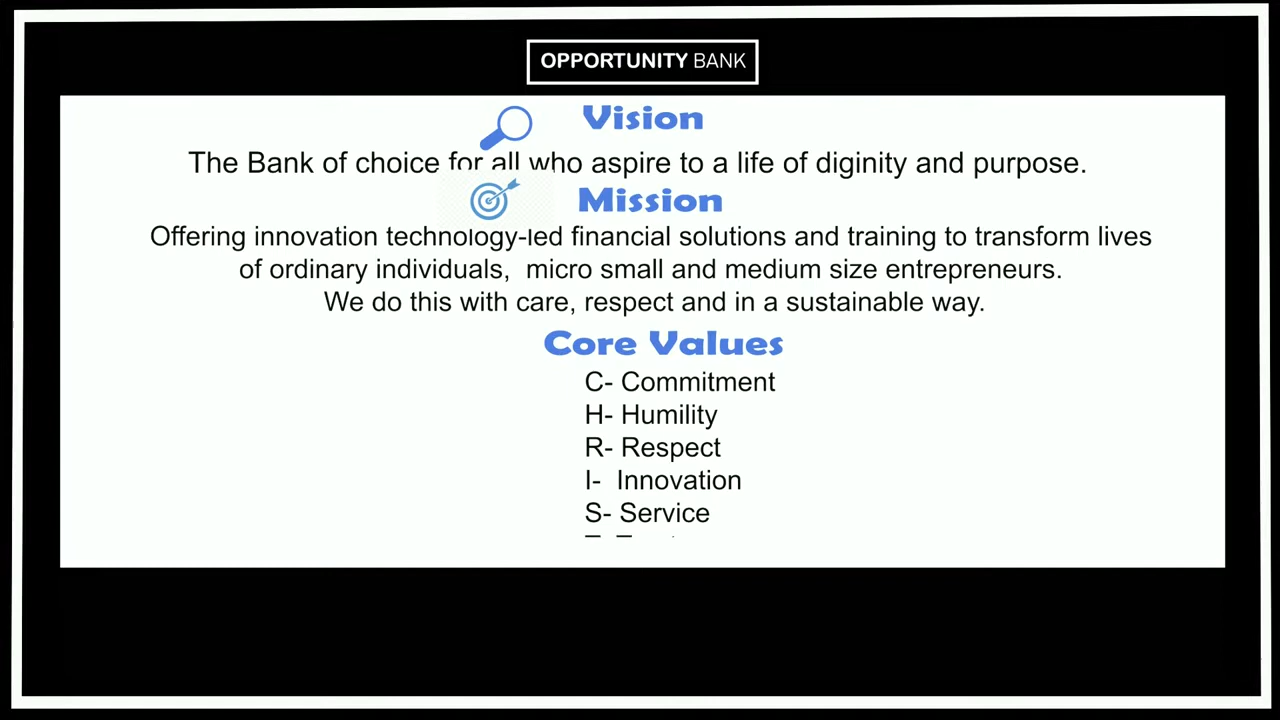 OPPORTUNITY BANK
Vision
The Bank of choice for all who aspire to a life of diginity and purpose.
Mission
Offering innovation technology-led financial solutions and training to transform lives
of ordinary individuals, micro small and medium size entrepreneurs.
We do this with care, respect and in a sustainable way.
Core Values
C- Commitment
H- Humility
R- Respect
I- Innovation
S- Service